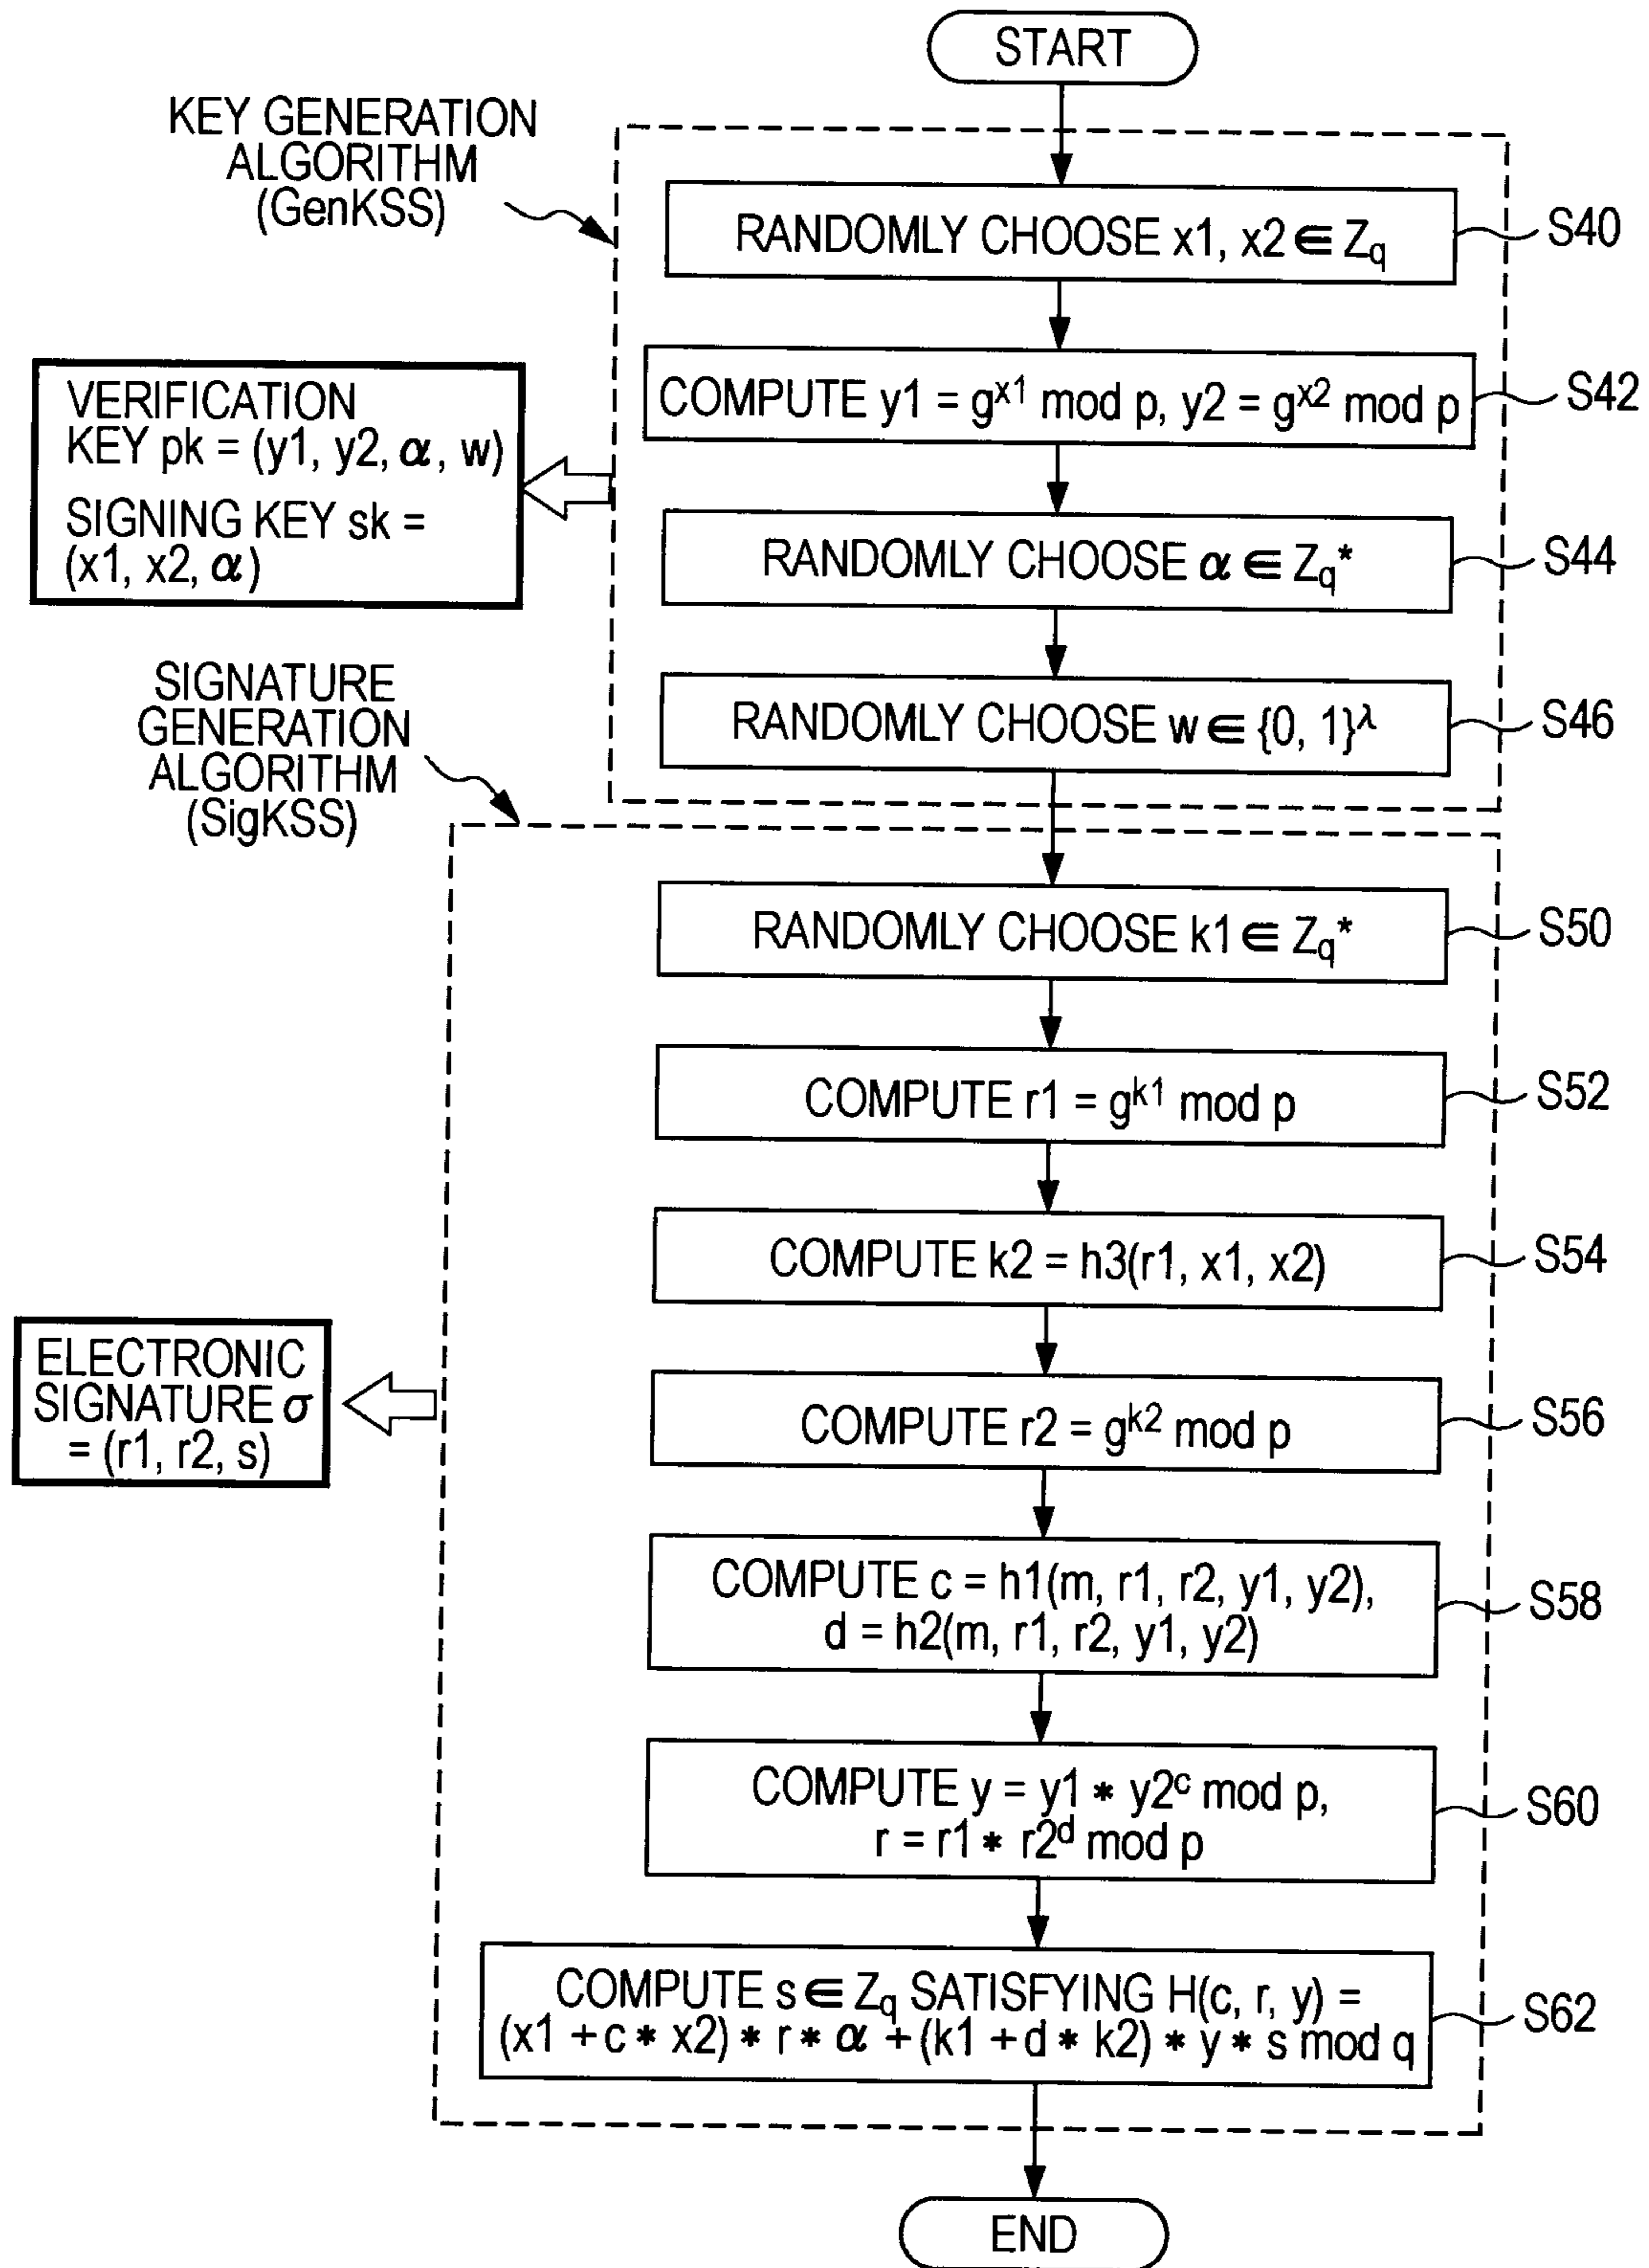 START
KEY GENERATION
ALGORITHM
(GenKSS)
RANDOMLY CHOOSE x1, x2 ∈ Z_q
S40
COMPUTE y1 = g^x1 mod p, y2 = g^x2 mod p
S42
VERIFICATION
KEY pk = (y1, y2, α, w)
SIGNING KEY sk =
(x1, x2, α)
RANDOMLY CHOOSE α ∈ Z_q*
S44
RANDOMLY CHOOSE w ∈ {0, 1}^λ
S46
SIGNATURE
GENERATION
ALGORITHM
(SigKSS)
RANDOMLY CHOOSE k1 ∈ Z_q*
S50
COMPUTE r1 = g^k1 mod p
S52
COMPUTE k2 = h3(r1, x1, x2)
S54
ELECTRONIC
SIGNATURE σ
= (r1, r2, s)
COMPUTE r2 = g^k2 mod p
S56
COMPUTE c = h1(m, r1, r2, y1, y2),
d = h2(m, r1, r2, y1, y2)
S58
COMPUTE y = y1 * y2^c mod p,
r = r1 * r2^d mod p
S60
COMPUTE s ∈ Z_q SATISFYING H(c, r, y) =
(x1 + c * x2) * r * α + (k1 + d * k2) * y * s mod q
S62
END